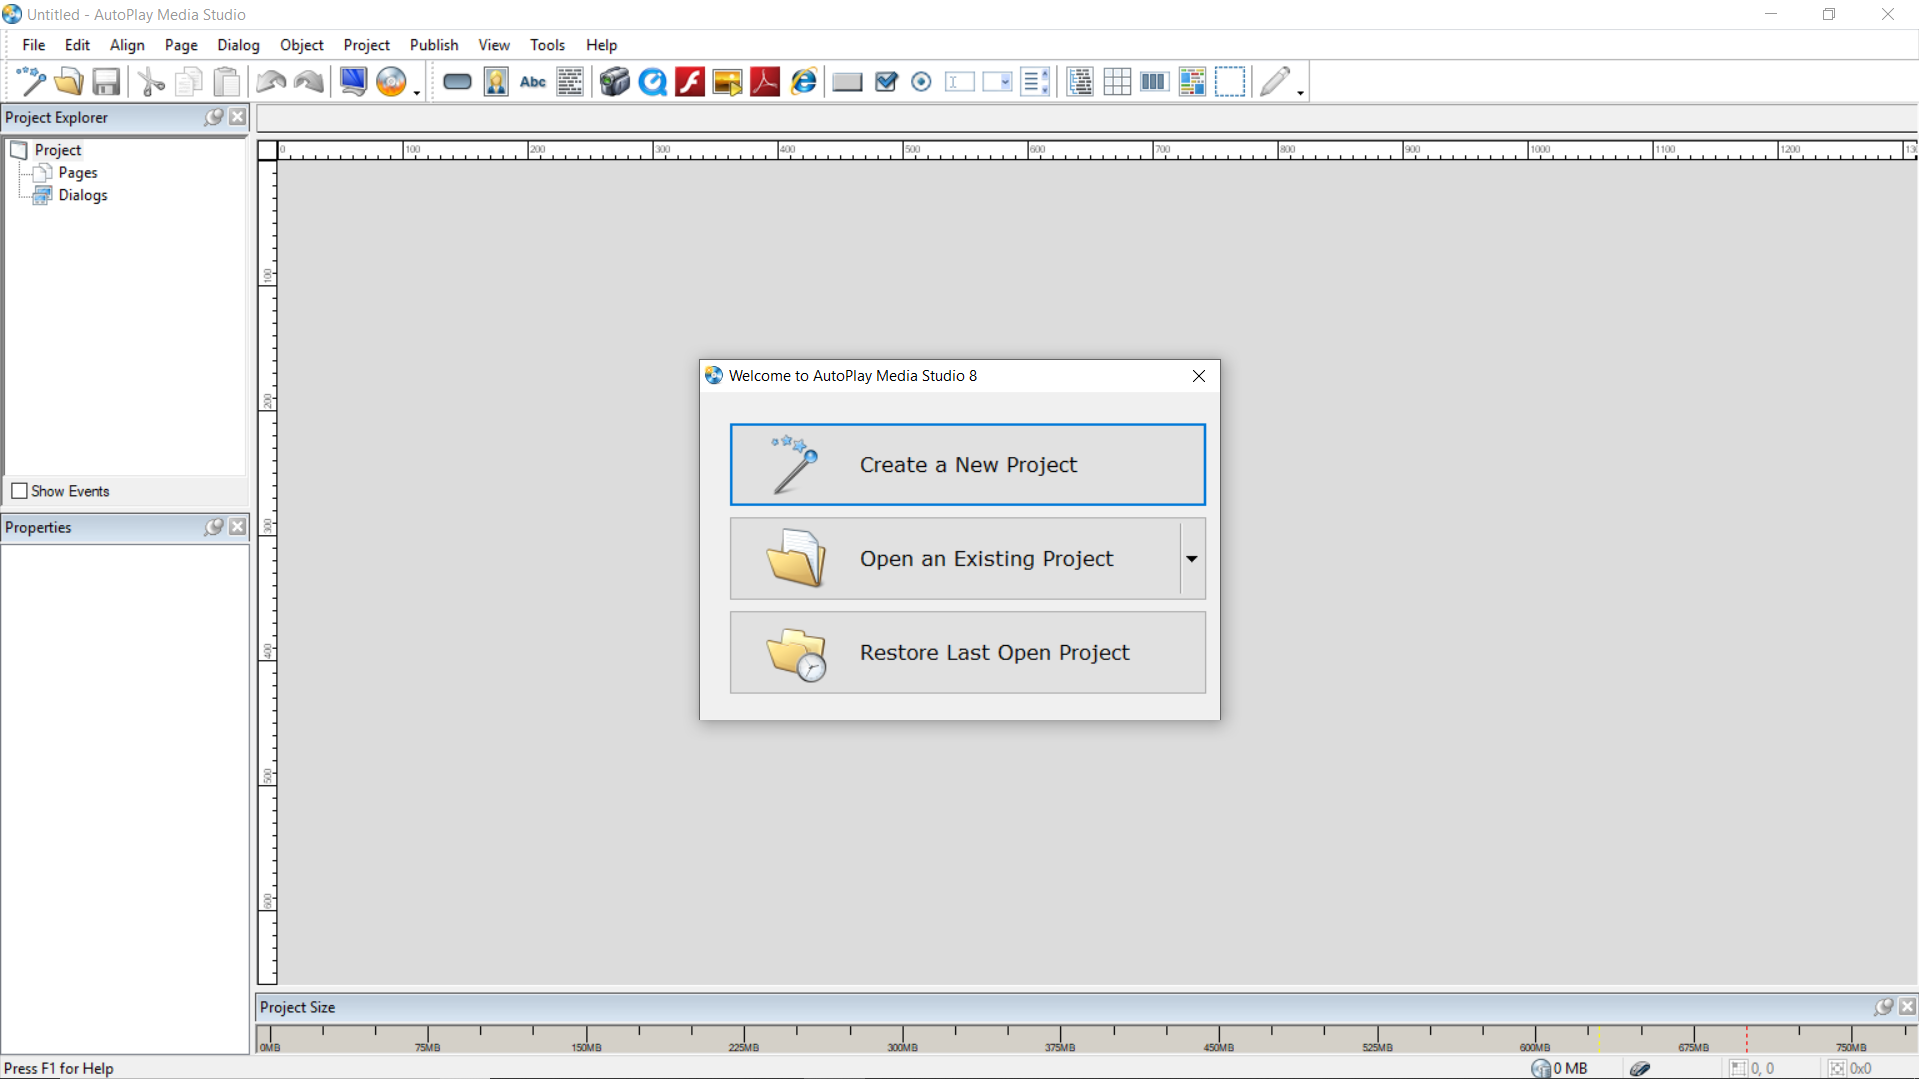 Untitled - AutoPlay Media Studio
File Edit Align Page Dialog Object Project Publish View Tools Help
Abc
Project Explorer
Project
Pages
Dialogs
Show Events
Properties
0 100 200 300 400 500 600 700 800 900 1000 1100 1200
100
200
300
400
500
600
Welcome to AutoPlay Media Studio 8
Create a New Project
Open an Existing Project
Restore Last Open Project
Project Size
0MB 75MB 150MB 225MB 300MB 375MB 450MB 525MB 600MB 675MB 750MB
Press F1 for Help
0 MB
0, 0
0x0